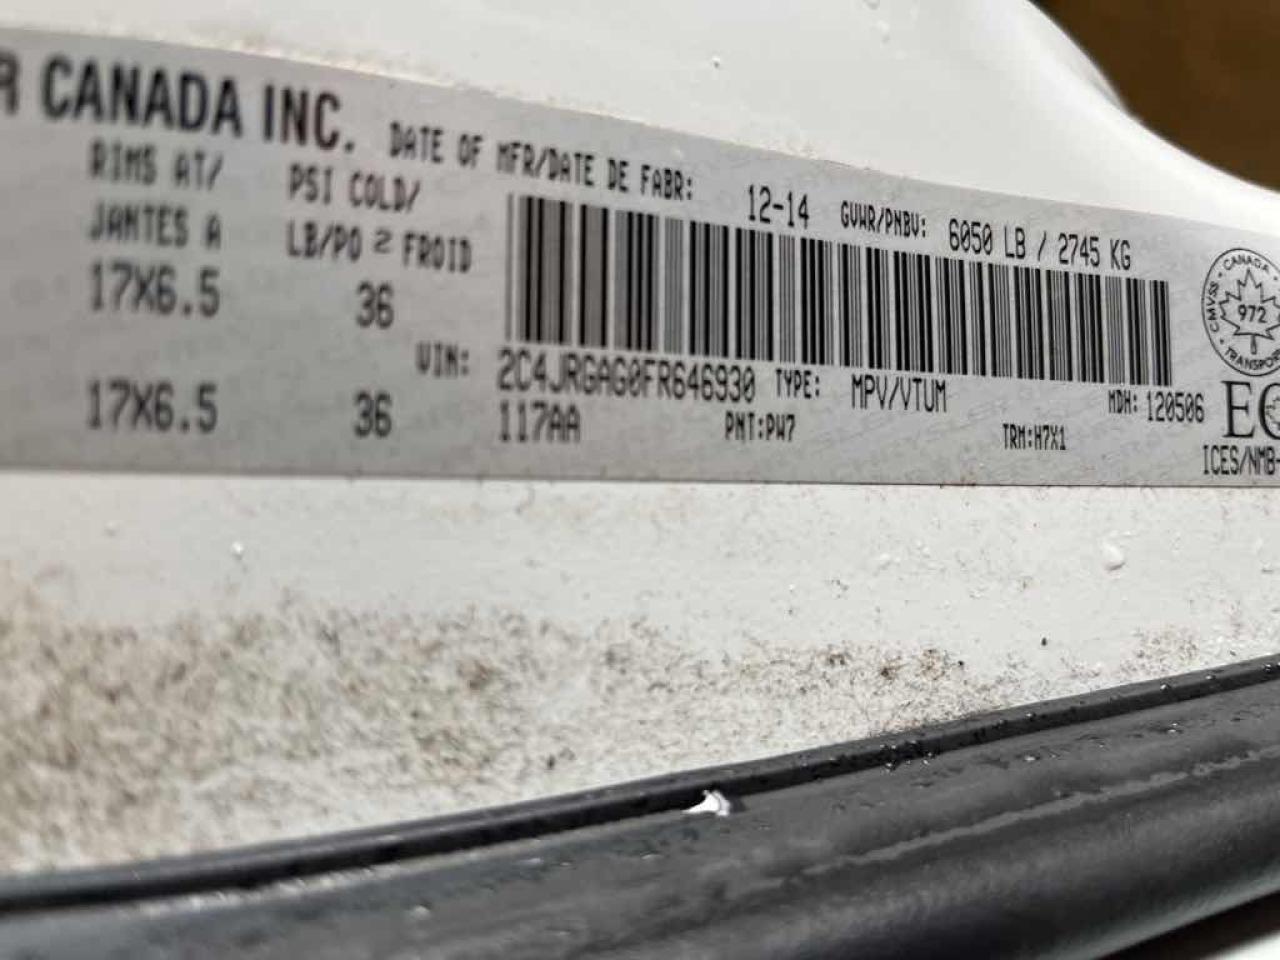 R CANADA INC. DATE OF MFR/DATE DE FABR: 12-14 GVWR/PNBV: 6050 LB / 2745 KG
RIMS AT/ PSI COLD/
JANTES A LB/PO 2 FROID
17X6.5 36
VIN: 2C4JRGAG0FR646930 TYPE: MPV/VTUM MDH: 120506
17X6.5 36 117AA PNT:PW7 TRM:H7X1
CANADA
CMVSS
972
TRANSPO
EC
ICES/NMB-